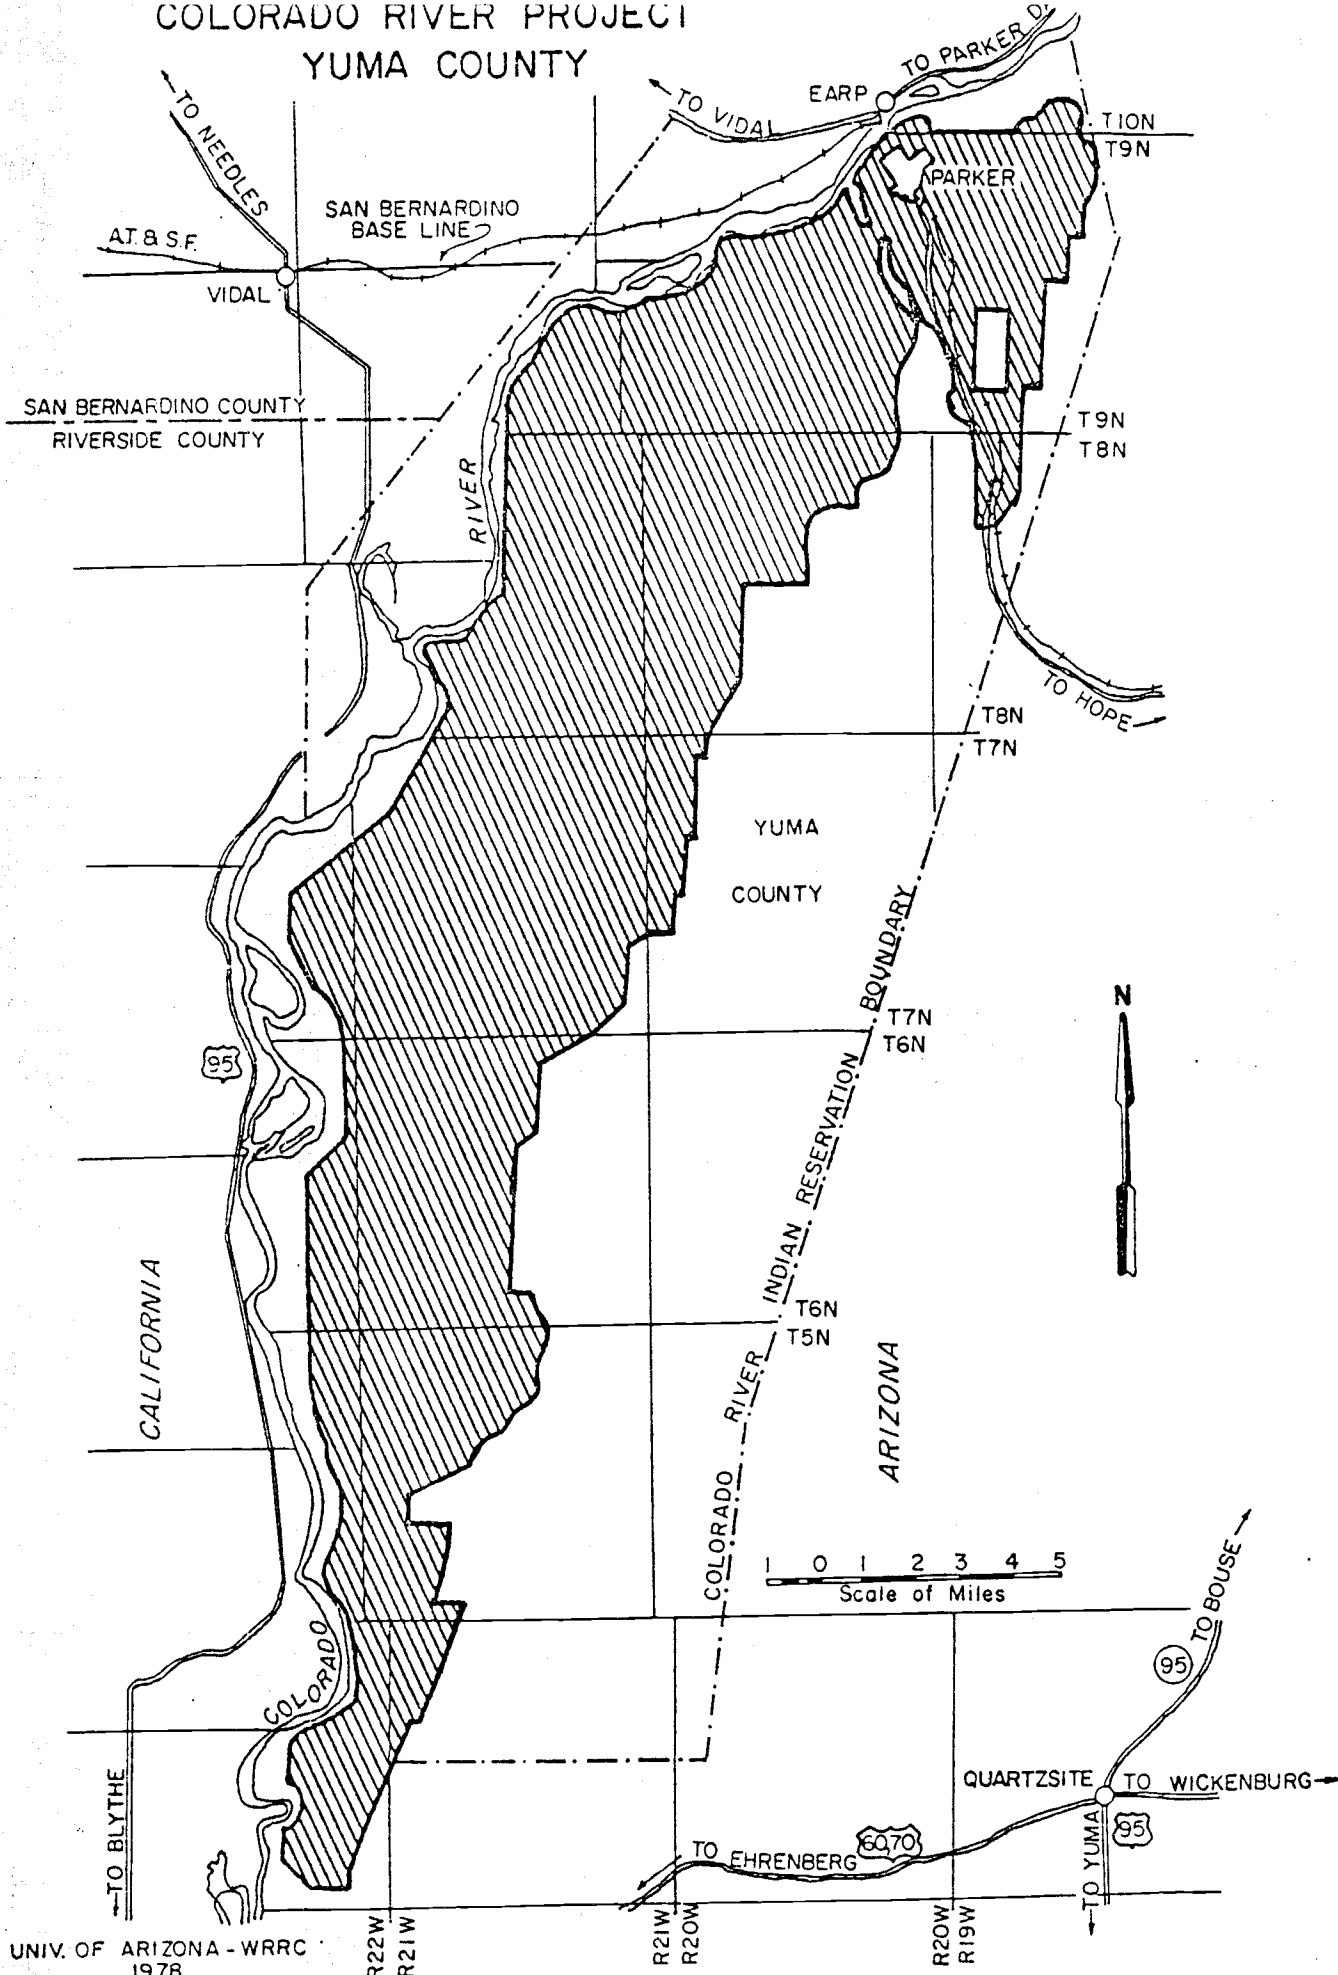 COLORADO RIVER PROJECT
YUMA COUNTY
TO NEEDLES
TO VIDAL
EARP
TO PARKER
T10N
T9N
PARKER
SAN BERNARDINO
BASE LINE
A.T. & S.F.
VIDAL
SAN BERNARDINO COUNTY
RIVERSIDE COUNTY
T9N
T8N
RIVER
TO HOPE
T8N
T7N
YUMA
COUNTY
T7N
T6N
95
N
COLORADO RIVER INDIAN RESERVATION BOUNDARY
T6N
T5N
CALIFORNIA
ARIZONA
1 0 1 2 3 4 5
Scale of Miles
TO BOUSE
95
COLORADO
TO BLYTHE
QUARTZSITE
TO WICKENBURG
60,70
95
TO EHRENBERG
TO YUMA
R22W
R21W
R21W
R20W
R20W
R19W
UNIV. OF ARIZONA - WRRC
1978